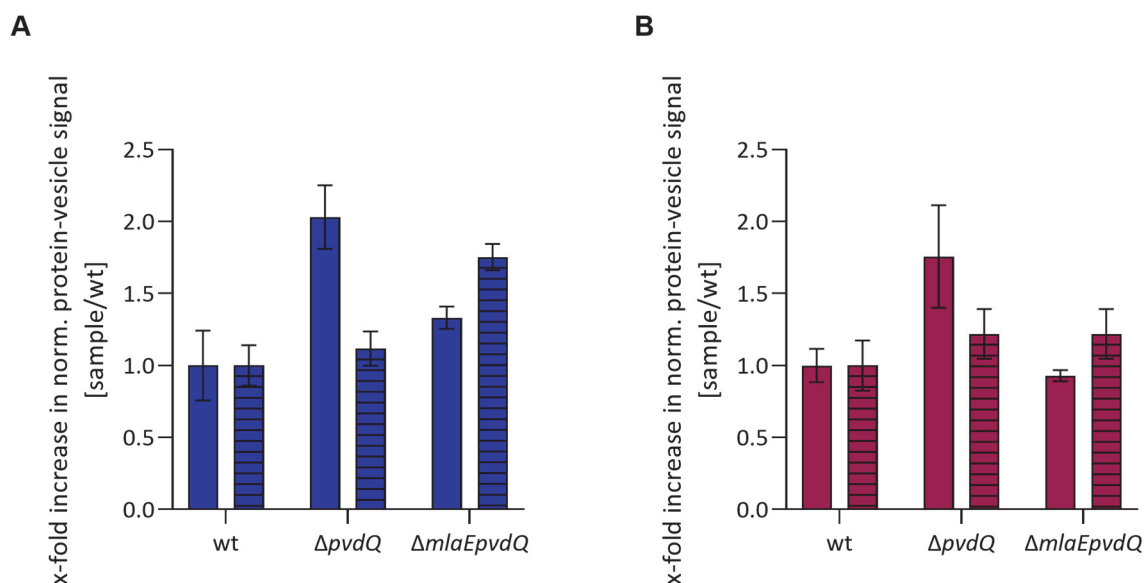 A
x-fold increase in norm. protein-vesicle signal
[sample/wt]
2.5
2.0
1.5
1.0
0.5
0.0
wt
ΔpvdQ
ΔmlaEpvdQ
B
x-fold increase in norm. protein-vesicle signal
[sample/wt]
2.5
2.0
1.5
1.0
0.5
0.0
wt
ΔpvdQ
ΔmlaEpvdQ